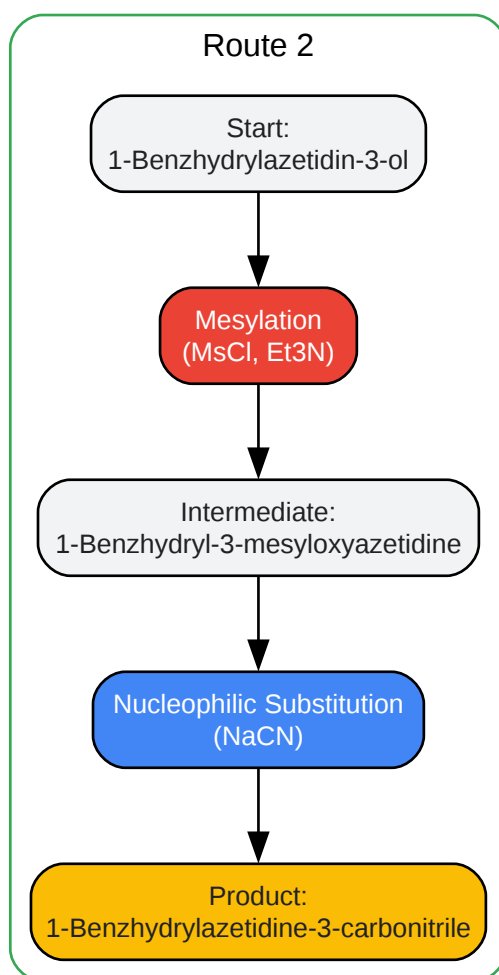 Route 2
Start:
1-Benzhydrylazetidin-3-ol
Mesylation
(MsCl, Et3N)
Intermediate:
1-Benzhydryl-3-mesyloxyazetidine
Nucleophilic Substitution
(NaCN)
Product:
1-Benzhydrylazetidine-3-carbonitrile